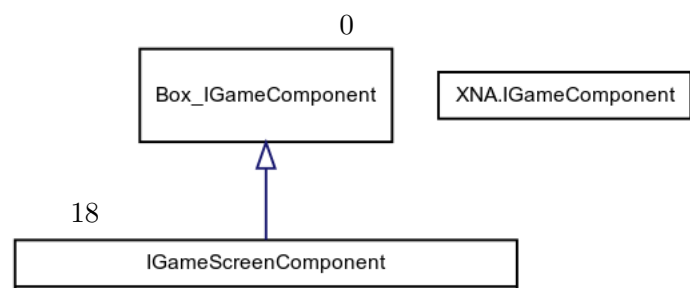 0
Box_IGameComponent
XNA.IGameComponent
18
IGameScreenComponent